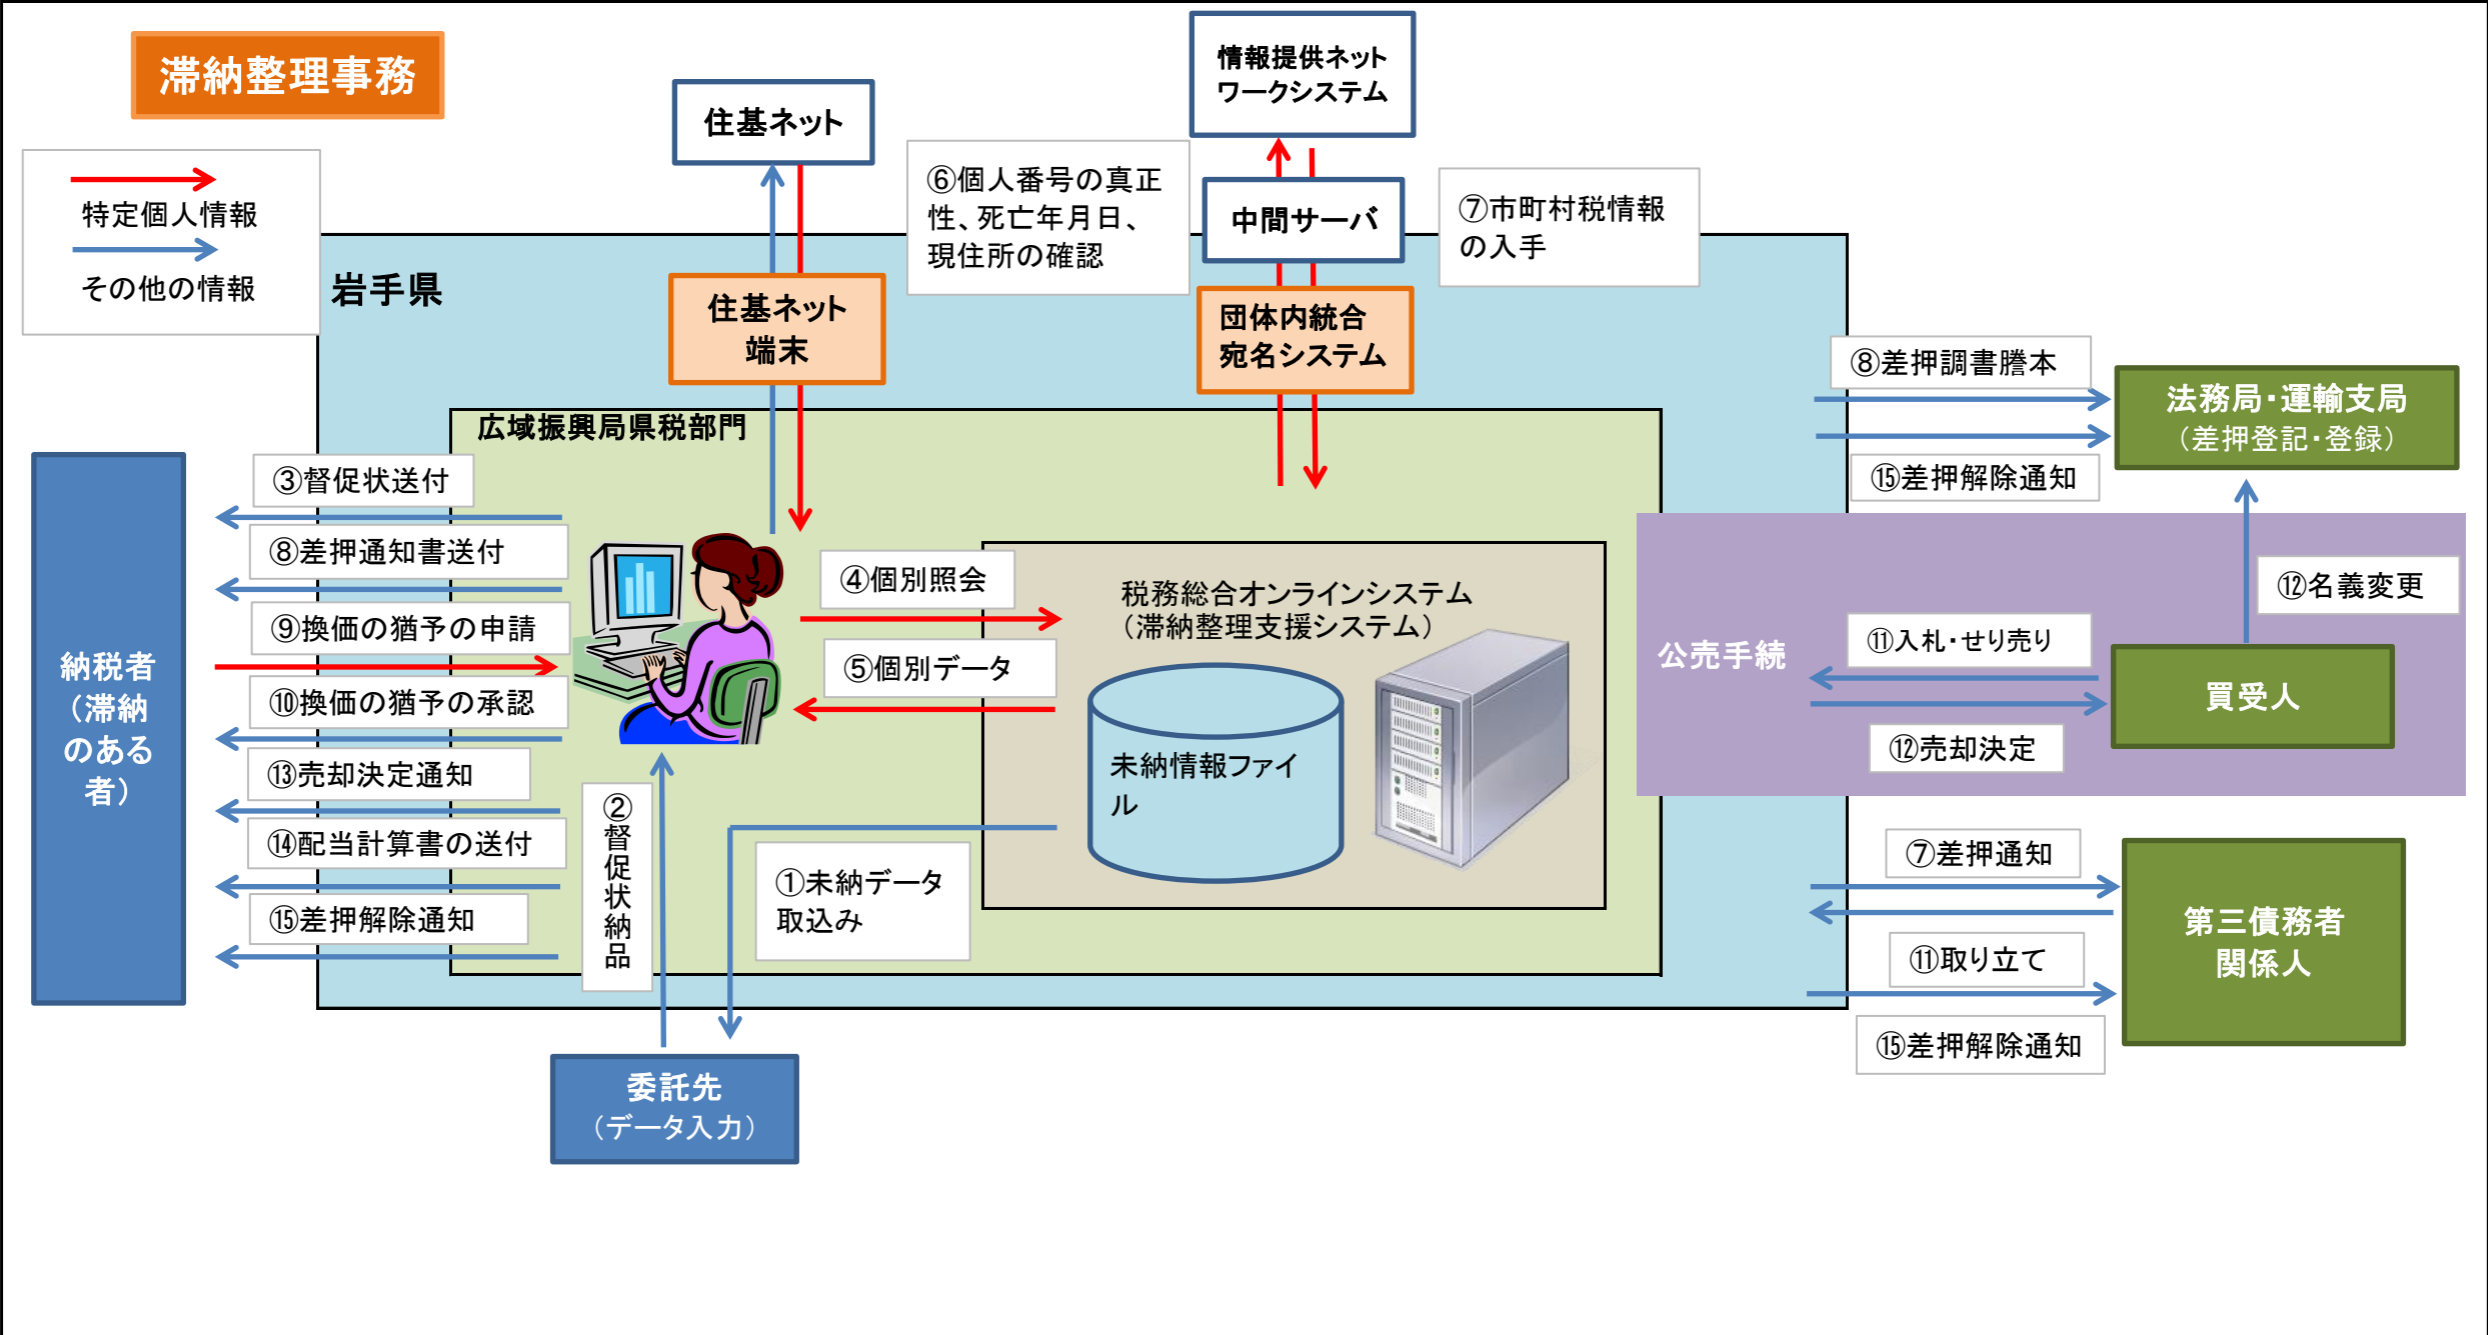 滞納整理事務
特定個人情報
その他の情報
岩手県
住基ネット
住基ネット
端末
⑥個人番号の真正
性、死亡年月日、
現住所の確認
情報提供ネット
ワークシステム
中間サーバ
団体内統合
宛名システム
⑦市町村税情報
の入手
広域振興局県税部門
納税者
（滞納
のある
者）
③督促状送付
⑧差押通知書送付
⑨換価の猶予の申請
⑩換価の猶予の承認
⑬売却決定通知
⑭配当計算書の送付
⑮差押解除通知
②督促状納品
①未納データ
取込み
④個別照会
⑤個別データ
税務総合オンラインシステム
（滞納整理支援システム）
未納情報ファイ
ル
委託先
（データ入力）
⑧差押調書謄本
⑮差押解除通知
法務局・運輸支局
（差押登記・登録）
公売手続
⑫名義変更
⑪入札・せり売り
⑫売却決定
買受人
⑦差押通知
⑪取り立て
⑮差押解除通知
第三債務者
関係人